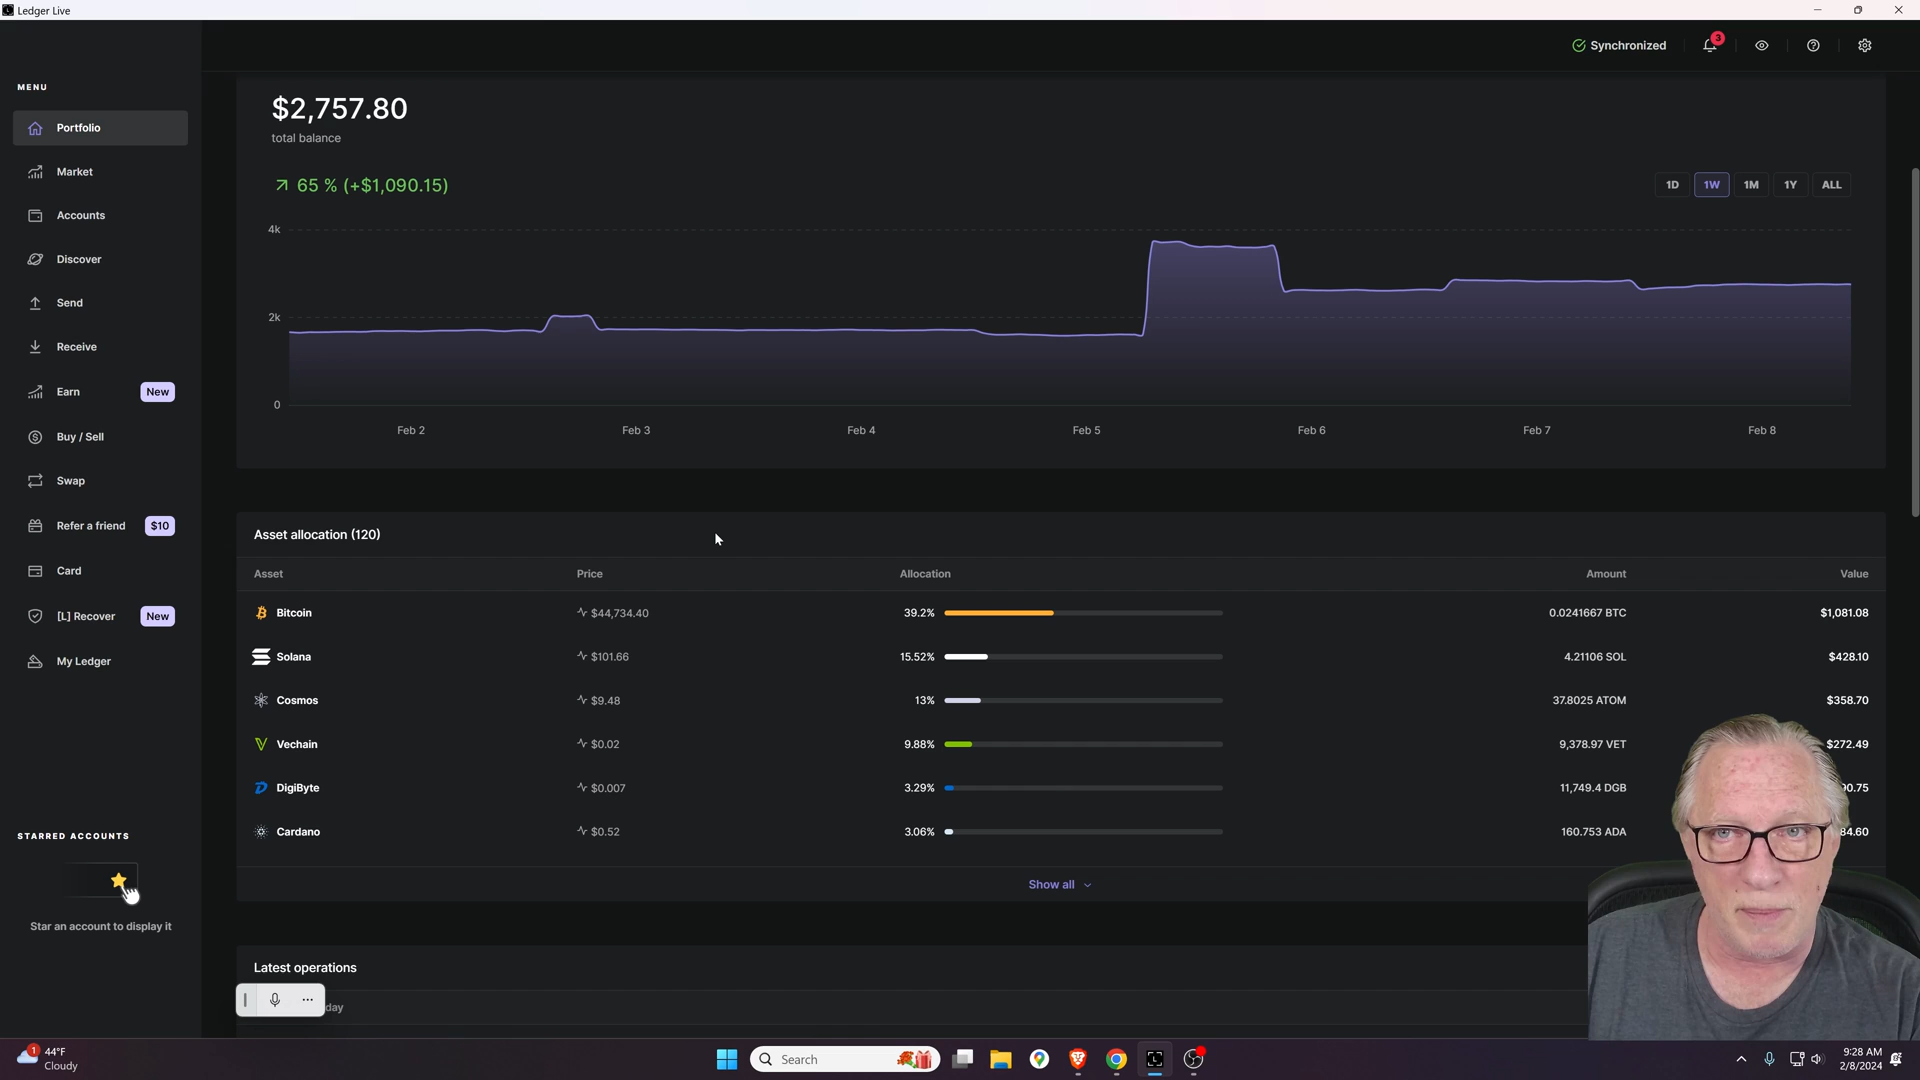 Ledger Live
Synchronized
3
MENU
Portfolio
Market
Accounts
Discover
Send
Receive
Earn New
Buy / Sell
Swap
Refer a friend $10
Card
[L] Recover New
My Ledger
STARRED ACCOUNTS
Star an account to display it
$2,757.80
total balance
65 % (+$1,090.15)
1D 1W 1M 1Y ALL
4k
2k
0
Feb 2 Feb 3 Feb 4 Feb 5 Feb 6 Feb 7 Feb 8
Asset allocation (120)
Asset Price Allocation Amount Value
Bitcoin $44,734.40 39.2% 0.0241667 BTC $1,081.08
Solana $101.66 15.52% 4.21106 SOL $428.10
Cosmos $9.48 13% 37.8025 ATOM $358.70
Vechain $0.02 9.88% 9,378.97 VET $272.49
DigiByte $0.007 3.29% 11,749.4 DGB 0.75
Cardano $0.52 3.06% 160.753 ADA 84.60
Show all
Latest operations
day
1
44°F
Cloudy
Search
9:28 AM
2/8/2024